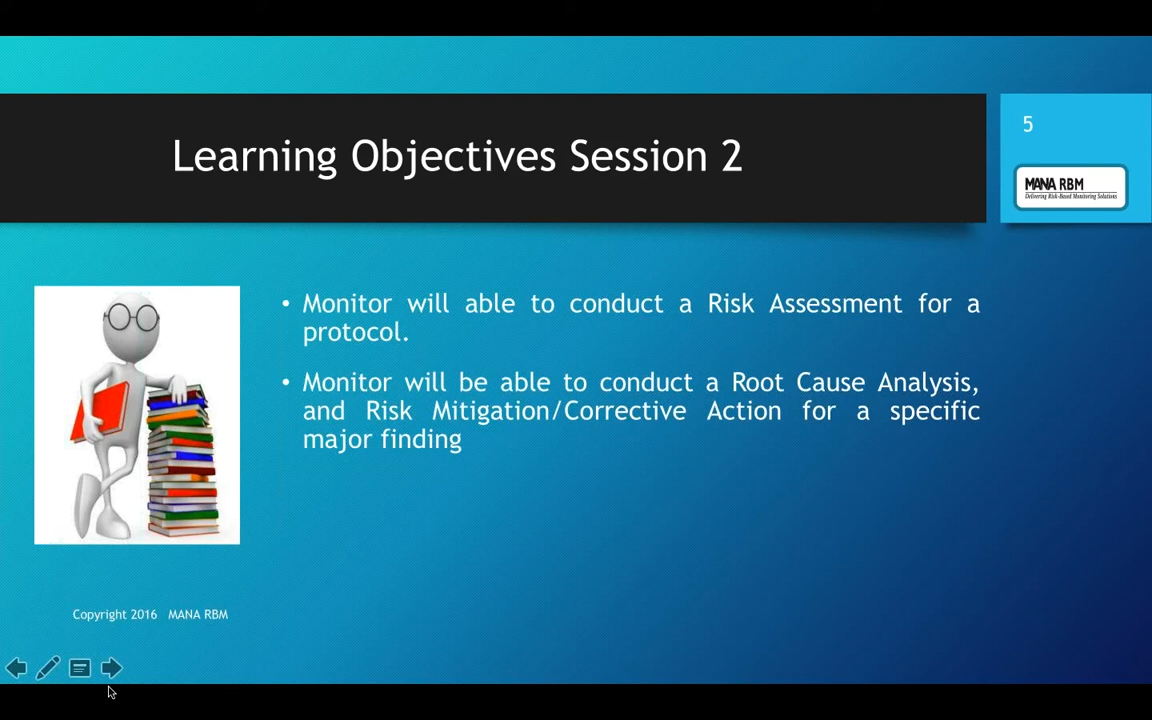 Learning Objectives Session 2
5
MANA RBM
Delivering Risk-Based Monitoring Solutions
• Monitor will able to conduct a Risk Assessment for a
protocol.
• Monitor will be able to conduct a Root Cause Analysis,
and Risk Mitigation/Corrective Action for a specific
major finding
Copyright 2016 MANA RBM